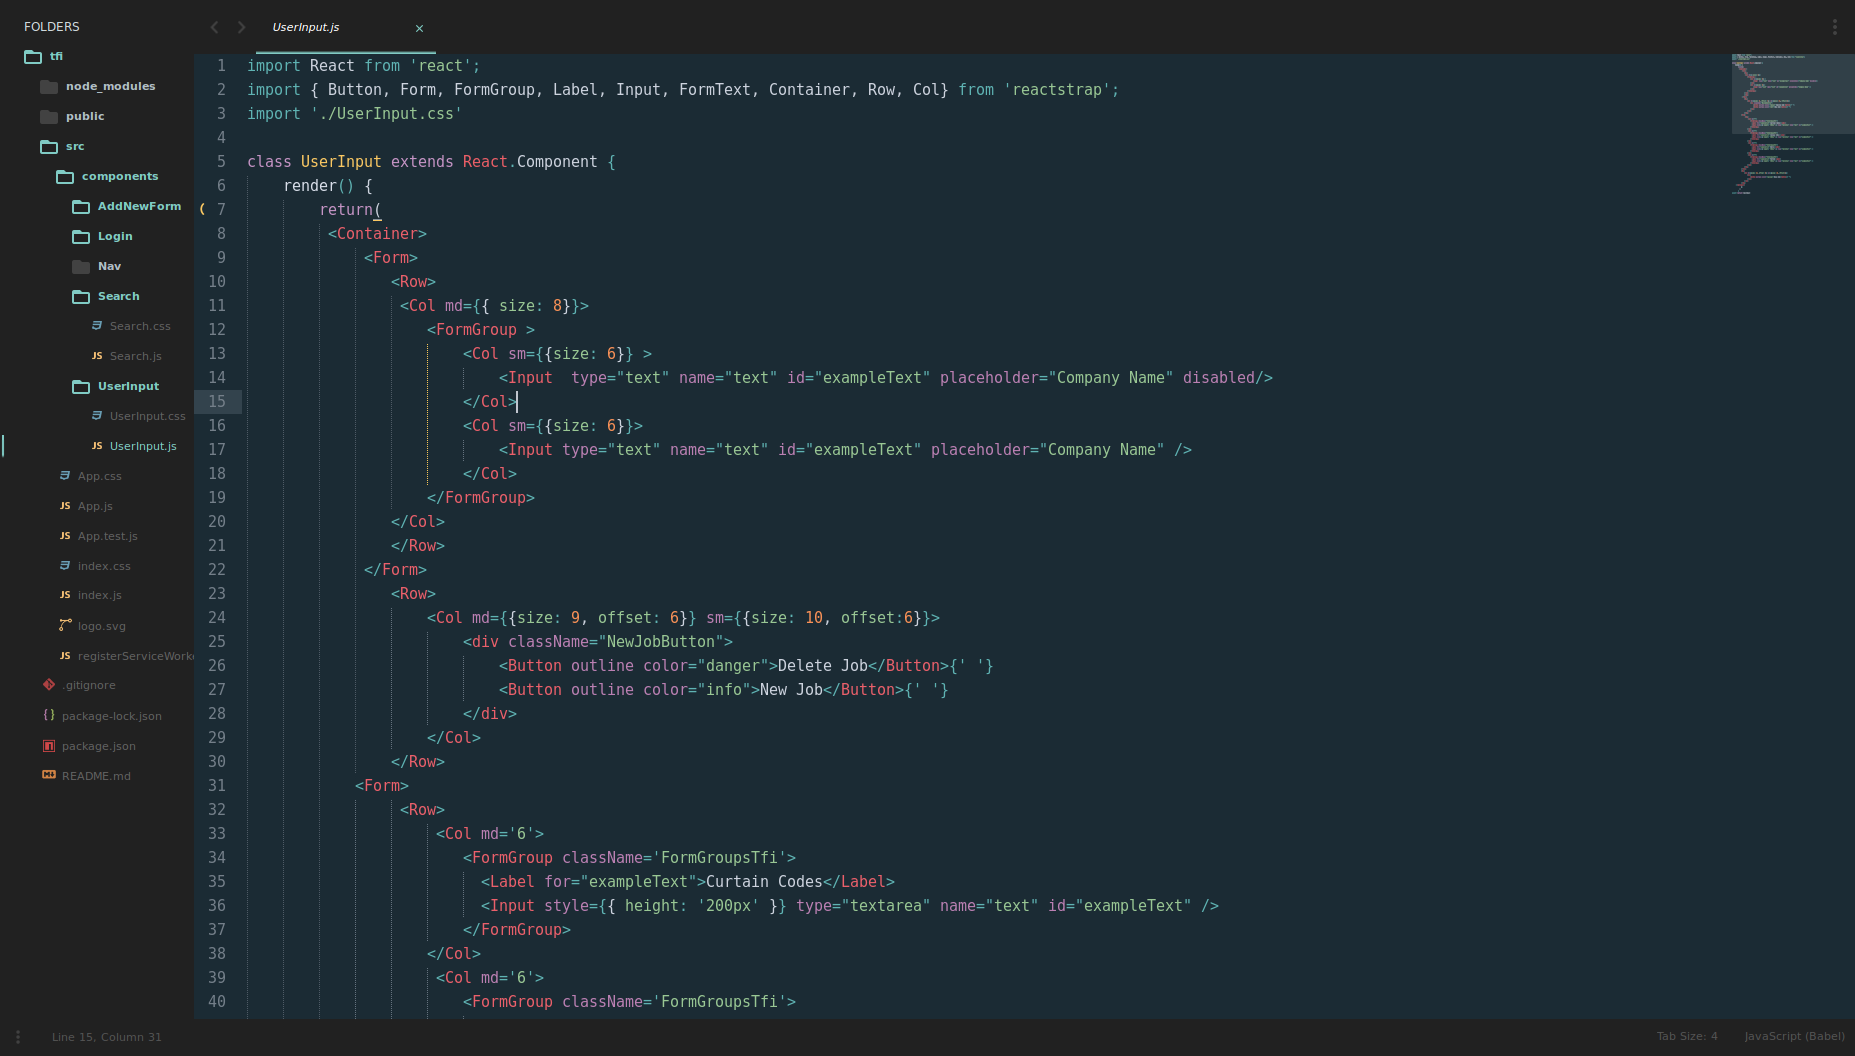 FOLDERS
tfi
node_modules
public
src
components
AddNewForm
Login
Nav
Search
Search.css
JS Search.js
UserInput
UserInput.css
JS UserInput.js
App.css
JS App.js
JS App.test.js
index.css
JS index.js
logo.svg
JS registerServiceWork
.gitignore
package-lock.json
package.json
README.md
UserInput.js ×
1 import React from 'react';
2 import { Button, Form, FormGroup, Label, Input, FormText, Container, Row, Col} from 'reactstrap';
3 import './UserInput.css'
4
5 class UserInput extends React.Component {
6 render() {
( 7 return(
8 <Container>
9 <Form>
10 <Row>
11 <Col md={{ size: 8}}>
12 <FormGroup >
13 <Col sm={{size: 6}} >
14 <Input  type="text" name="text" id="exampleText" placeholder="Company Name" disabled/>
15 </Col>
16 <Col sm={{size: 6}}>
17 <Input type="text" name="text" id="exampleText" placeholder="Company Name" />
18 </Col>
19 </FormGroup>
20 </Col>
21 </Row>
22 </Form>
23 <Row>
24 <Col md={{size: 9, offset: 6}} sm={{size: 10, offset:6}}>
25 <div className="NewJobButton">
26 <Button outline color="danger">Delete Job</Button>{' '}
27 <Button outline color="info">New Job</Button>{' '}
28 </div>
29 </Col>
30 </Row>
31 <Form>
32 <Row>
33 <Col md='6'>
34 <FormGroup className='FormGroupsTfi'>
35 <Label for="exampleText">Curtain Codes</Label>
36 <Input style={{ height: '200px' }} type="textarea" name="text" id="exampleText" />
37 </FormGroup>
38 </Col>
39 <Col md='6'>
40 <FormGroup className='FormGroupsTfi'>
Line 15, Column 31
Tab Size: 4 JavaScript (Babel)